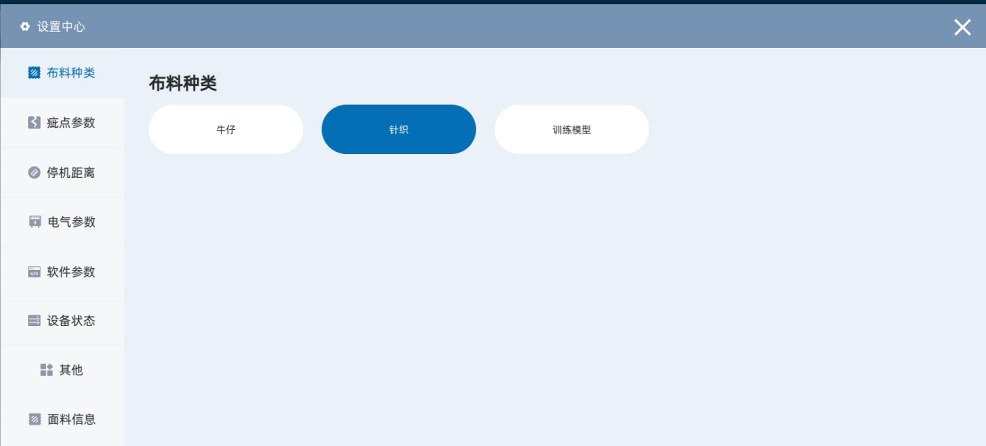 设置中心
布料种类
疵点参数
停机距离
电气参数
软件参数
设备状态
其他
面料信息
布料种类
牛仔
针织
训练模型